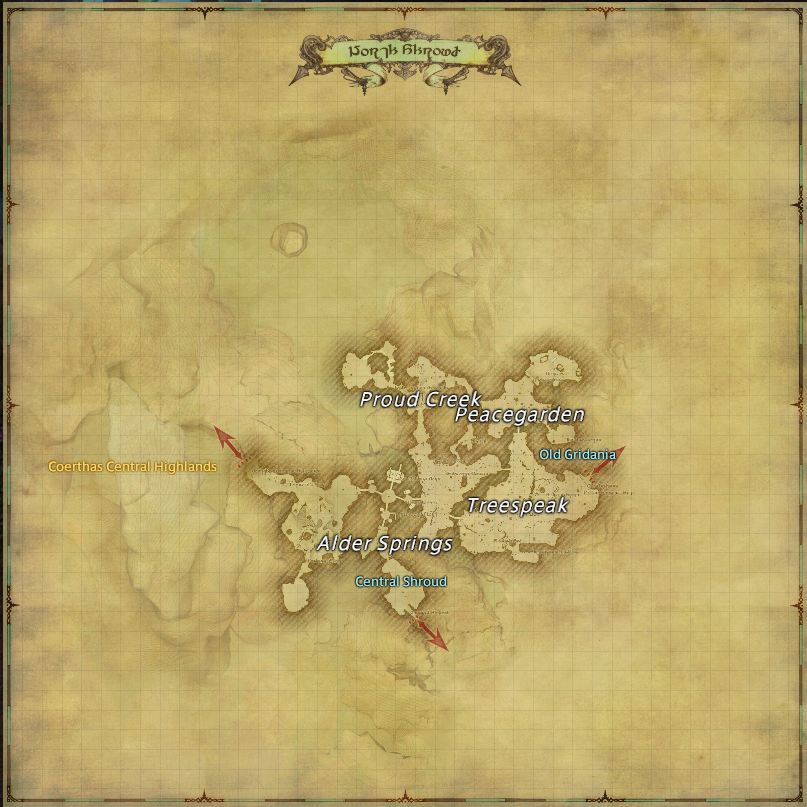 North Shroud
Proud Creek
Peacegarden
Old Gridania
Coerthas Central Highlands
Treespeak
Alder Springs
Central Shroud